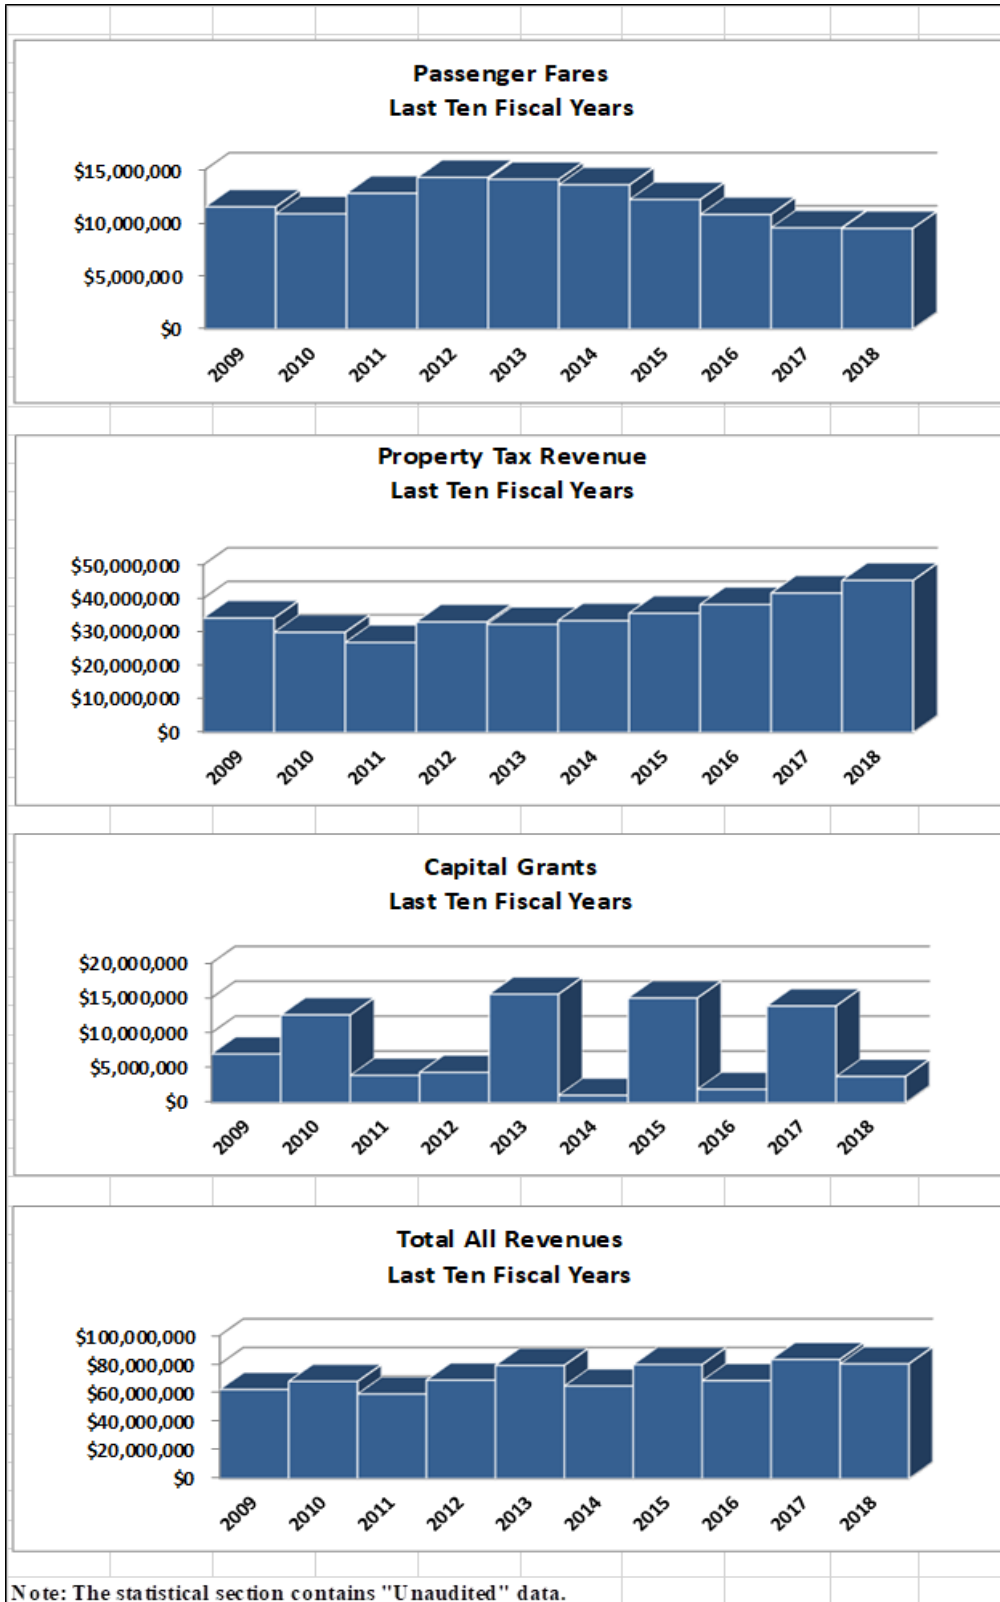 Passenger Fares
Last Ten Fiscal Years
$15,000,000
$10,000,000
$5,000,000
$0
2009 2010 2011 2012 2013 2014 2015 2016 2017 2018
Property Tax Revenue
Last Ten Fiscal Years
$50,000,000
$40,000,000
$30,000,000
$20,000,000
$10,000,000
$0
2009 2010 2011 2012 2013 2014 2015 2016 2017 2018
Capital Grants
Last Ten Fiscal Years
$20,000,000
$15,000,000
$10,000,000
$5,000,000
$0
2009 2010 2011 2012 2013 2014 2015 2016 2017 2018
Total All Revenues
Last Ten Fiscal Years
$100,000,000
$80,000,000
$60,000,000
$40,000,000
$20,000,000
$0
2009 2010 2011 2012 2013 2014 2015 2016 2017 2018
Note: The statistical section contains "Unaudited" data.